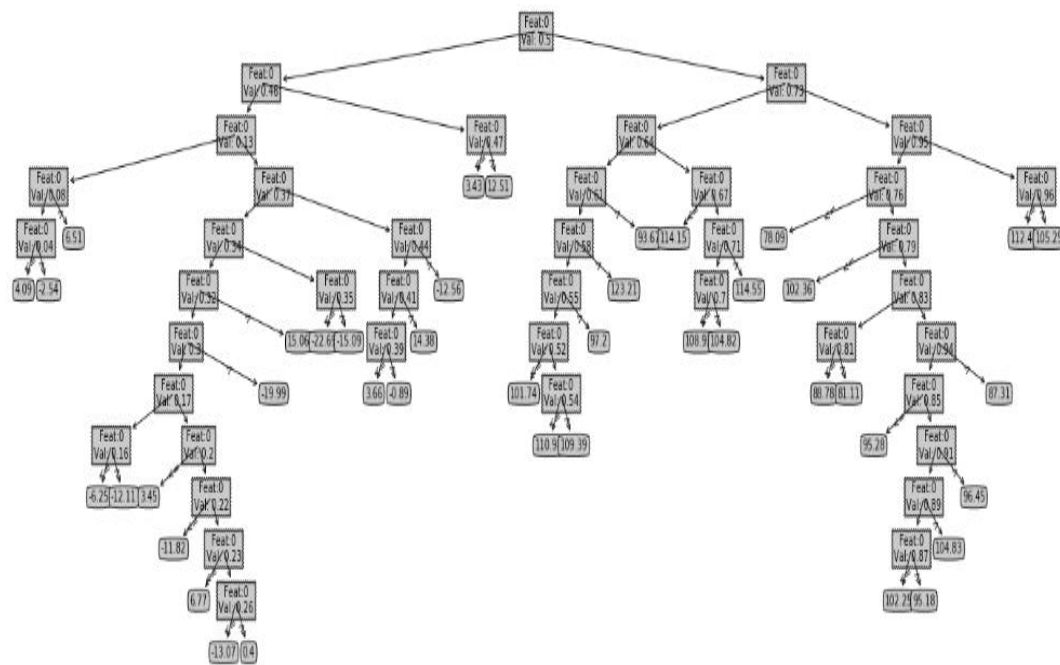 Feat:0
Val: 0.5
Feat:0
Val: 0.48
Feat:0
Val: 0.73
Feat:0
Val: 0.13
Feat:0
Val: 0.47
Feat:0
Val: 0.64
Feat:0
Val: 0.95
Feat:0
Val: 0.08
Feat:0
Val: 0.37
3.43
12.51
Feat:0
Val: 0.61
Feat:0
Val: 0.67
Feat:0
Val: 0.76
Feat:0
Val: 0.96
Feat:0
Val: 0.04
6.51
Feat:0
Val: 0.34
Feat:0
Val: 0.44
Feat:0
Val: 0.58
93.67
114.15
Feat:0
Val: 0.71
78.09
Feat:0
Val: 0.79
112.4
105.25
4.09
-2.54
Feat:0
Val: 0.32
Feat:0
Val: 0.35
Feat:0
Val: 0.41
-12.56
Feat:0
Val: 0.55
123.21
Feat:0
Val: 0.7
114.55
102.36
Feat:0
Val: 0.83
Feat:0
Val: 0.3
15.06
-15.09
Feat:0
Val: 0.39
14.38
Feat:0
Val: 0.52
97.2
108.9
104.82
Feat:0
Val: 0.81
Feat:0
Val:
Feat:0
Val: 0.17
-19.99
3.66
-0.89
101.74
Feat:0
Val: 0.54
88.78
81.11
Feat:0
Val: 0.85
87.31
Feat:0
Val: 0.16
Feat:0
Val: 0.2
110.9
109.39
95.28
Feat:0
Val: 0.91
-6.25
-12.11
3.45
Feat:0
Val: 0.22
Feat:0
Val: 0.89
96.45
-11.82
Feat:0
Val: 0.23
Feat:0
Val: 0.87
104.83
6.77
Feat:0
Val: 0.26
102.25
95.18
-13.07
0.4